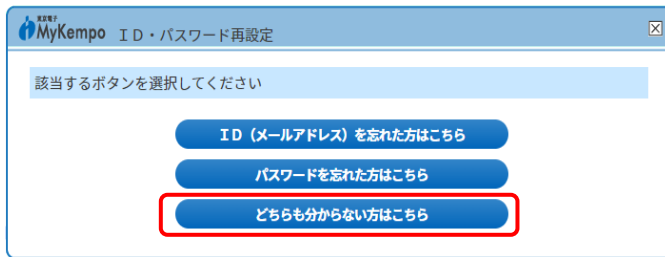 東京電子
MyKempo ID・パスワード再設定
該当するボタンを選択してください
ID（メールアドレス）を忘れた方はこちら
パスワードを忘れた方はこちら
どちらも分からない方はこちら